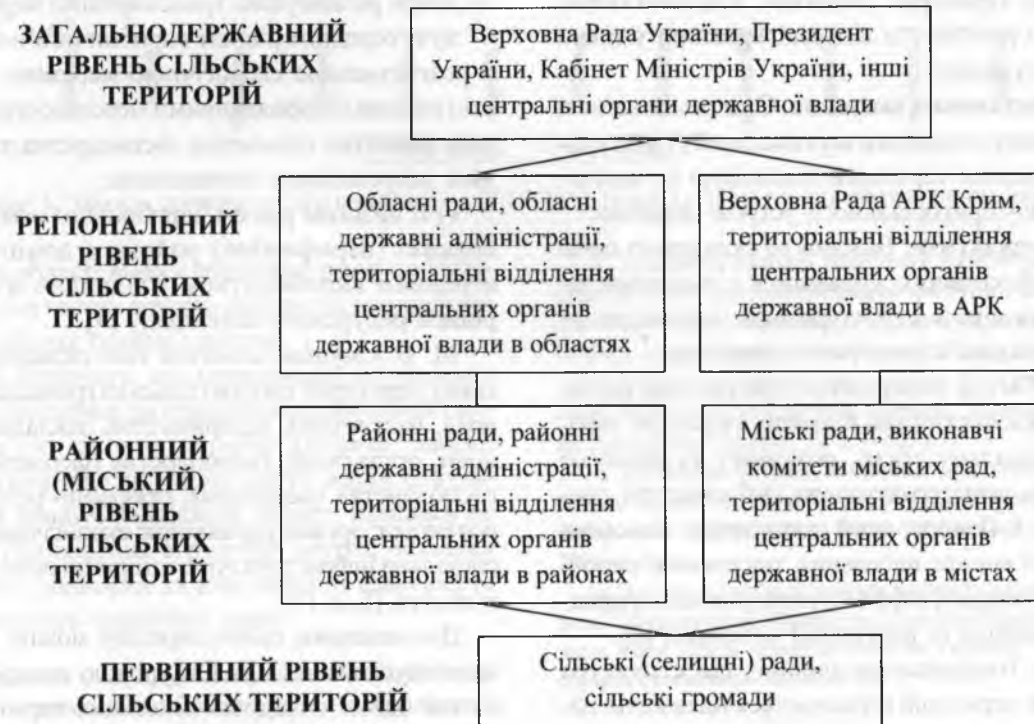 ЗАГАЛЬНОДЕРЖАВНИЙ
РІВЕНЬ СІЛЬСЬКИХ
ТЕРИТОРІЙ
Верховна Рада України, Президент
України, Кабінет Міністрів України, інші
центральні органи державної влади
РЕГІОНАЛЬНИЙ
РІВЕНЬ
СІЛЬСЬКИХ
ТЕРИТОРІЙ
Обласні ради, обласні
державні адміністрації,
територіальні відділення
центральних органів
державної влади в областях
Верховна Рада АРК Крим,
територіальні відділення
центральних органів
державної влади в АРК
РАЙОННИЙ
(МІСЬКИЙ)
РІВЕНЬ
СІЛЬСЬКИХ
ТЕРИТОРІЙ
Районні ради, районні
державні адміністрації,
територіальні відділення
центральних органів
державної влади в районах
Міські ради, виконавчі
комітети міських рад,
територіальні відділення
центральних органів
державної влади в містах
ПЕРВИННИЙ РІВЕНЬ
СІЛЬСЬКИХ ТЕРИТОРІЙ
Сільські (селищні) ради,
сільські громади